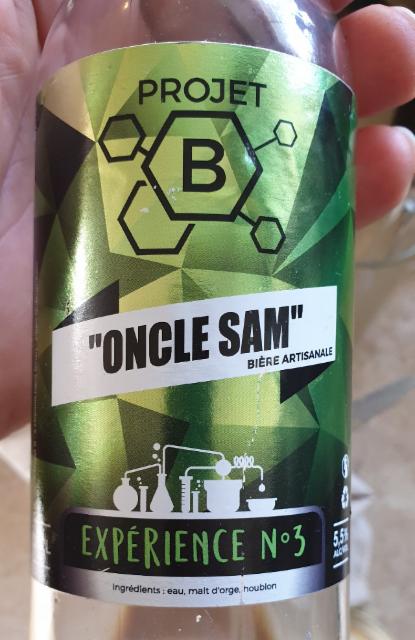 PROJET
B
"ONCLE SAM"
BIÈRE ARTISANALE
EXPÉRIENCE N°3
5,5%
Ingrédients : eau, malt d'orge, houblon